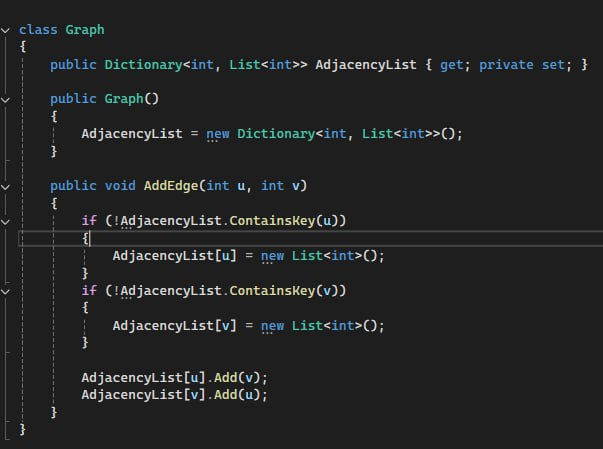 class Graph
{
public Dictionary<int, List<int>> AdjacencyList { get; private set; }
public Graph()
{
AdjacencyList = new Dictionary<int, List<int>>();
}
public void AddEdge(int u, int v)
{
if (!AdjacencyList.ContainsKey(u))
{
AdjacencyList[u] = new List<int>();
}
if (!AdjacencyList.ContainsKey(v))
{
AdjacencyList[v] = new List<int>();
}
AdjacencyList[u].Add(v);
AdjacencyList[v].Add(u);
}
}